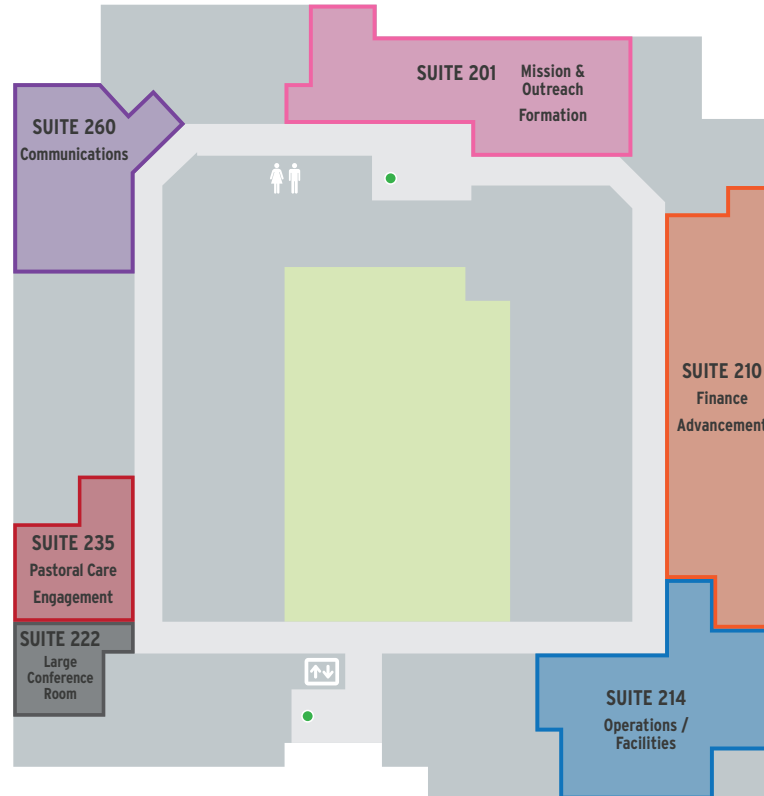 SUITE 201
Mission &
Outreach
Formation
SUITE 260
Communications
SUITE 210
Finance
Advancement
SUITE 235
Pastoral Care
Engagement
SUITE 222
Large
Conference
Room
SUITE 214
Operations /
Facilities